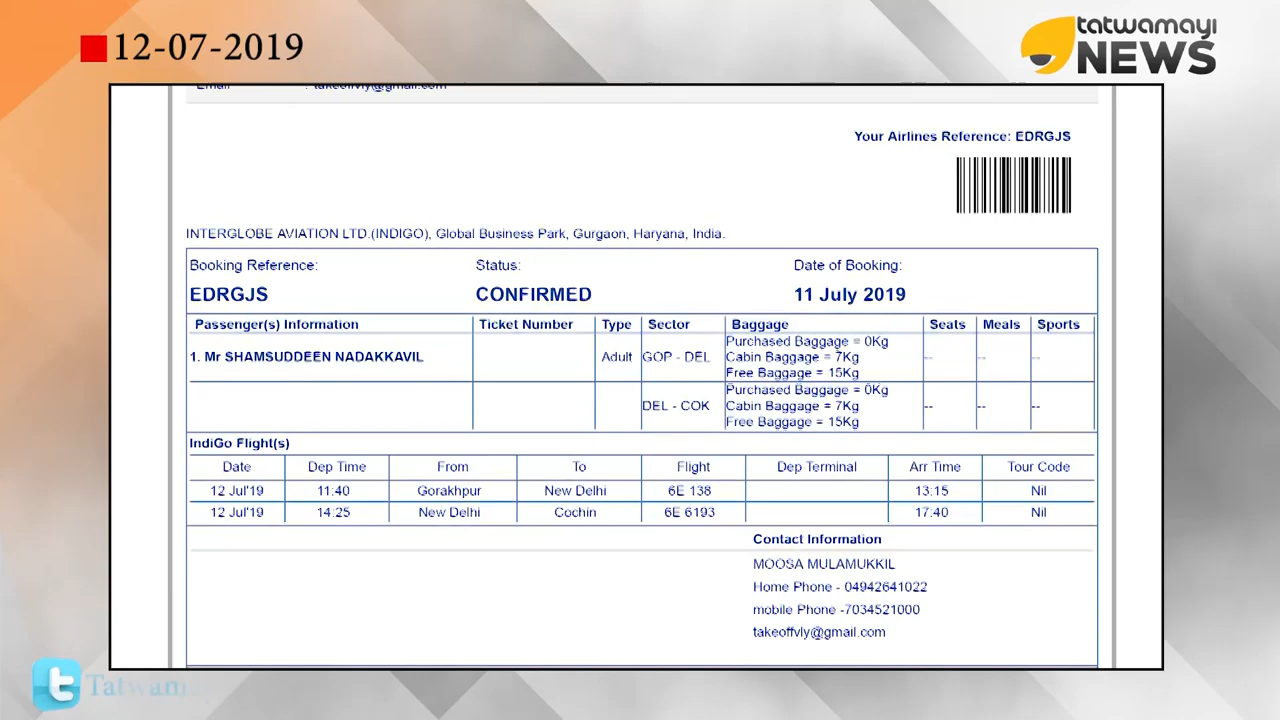 12-07-2019
tatwamayi
NEWS
Email : takeoffvly@gmail.com
Your Airlines Reference: EDRGJS
INTERGLOBE AVIATION LTD.(INDIGO), Global Business Park, Gurgaon, Haryana, India.
Booking Reference: Status: Date of Booking:
EDRGJS CONFIRMED 11 July 2019
Passenger(s) Information Ticket Number Type Sector Baggage Seats Meals Sports
Purchased Baggage = 0Kg
1. Mr SHAMSUDDEEN NADAKKAVIL Adult GOP - DEL Cabin Baggage = 7Kg -- -- --
Free Baggage = 15Kg
Purchased Baggage = 0Kg
DEL - COK Cabin Baggage = 7Kg -- -- --
Free Baggage = 15Kg
IndiGo Flight(s)
Date Dep Time From To Flight Dep Terminal Arr Time Tour Code
12 Jul'19 11:40 Gorakhpur New Delhi 6E 138 13:15 Nil
12 Jul'19 14:25 New Delhi Cochin 6E 6193 17:40 Nil
Contact Information
MOOSA MULAMUKKIL
Home Phone - 04942641022
mobile Phone -7034521000
takeoffvly@gmail.com